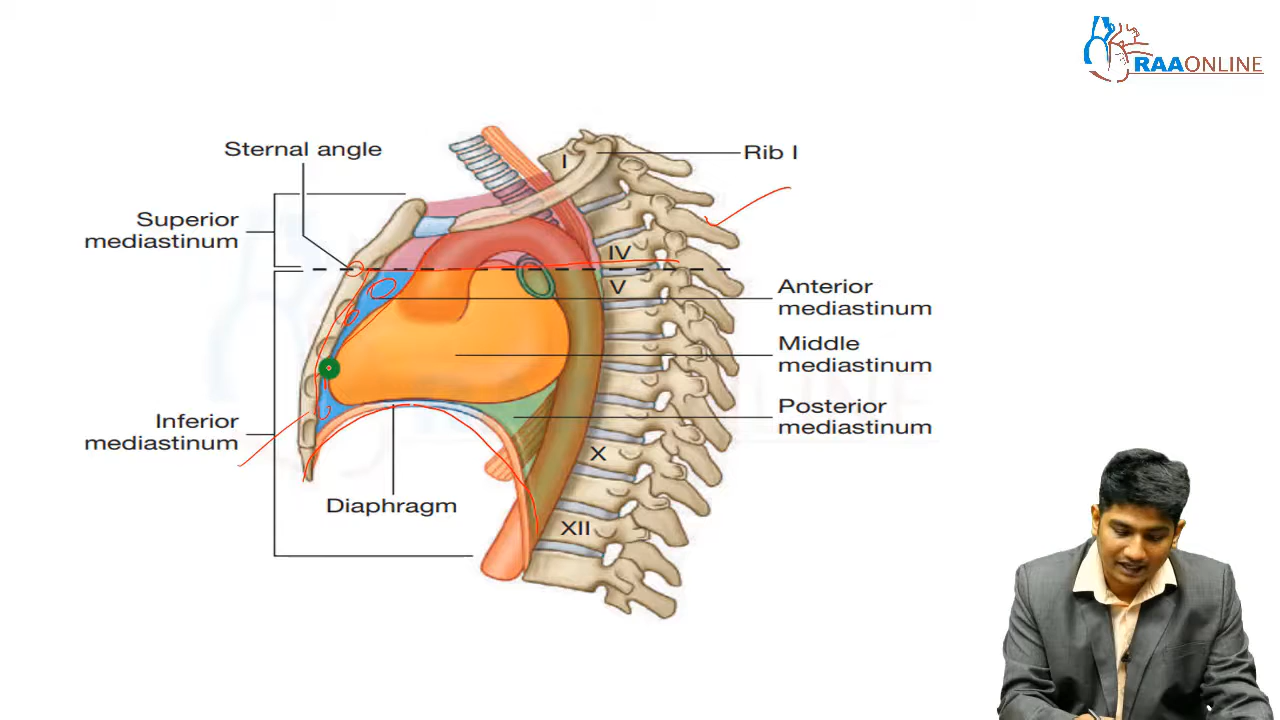 RAAONLINE
Sternal angle
I
Rib I
Superior
mediastinum
IV
V
Anterior
mediastinum
Middle
mediastinum
Posterior
mediastinum
Inferior
mediastinum
X
Diaphragm
XII